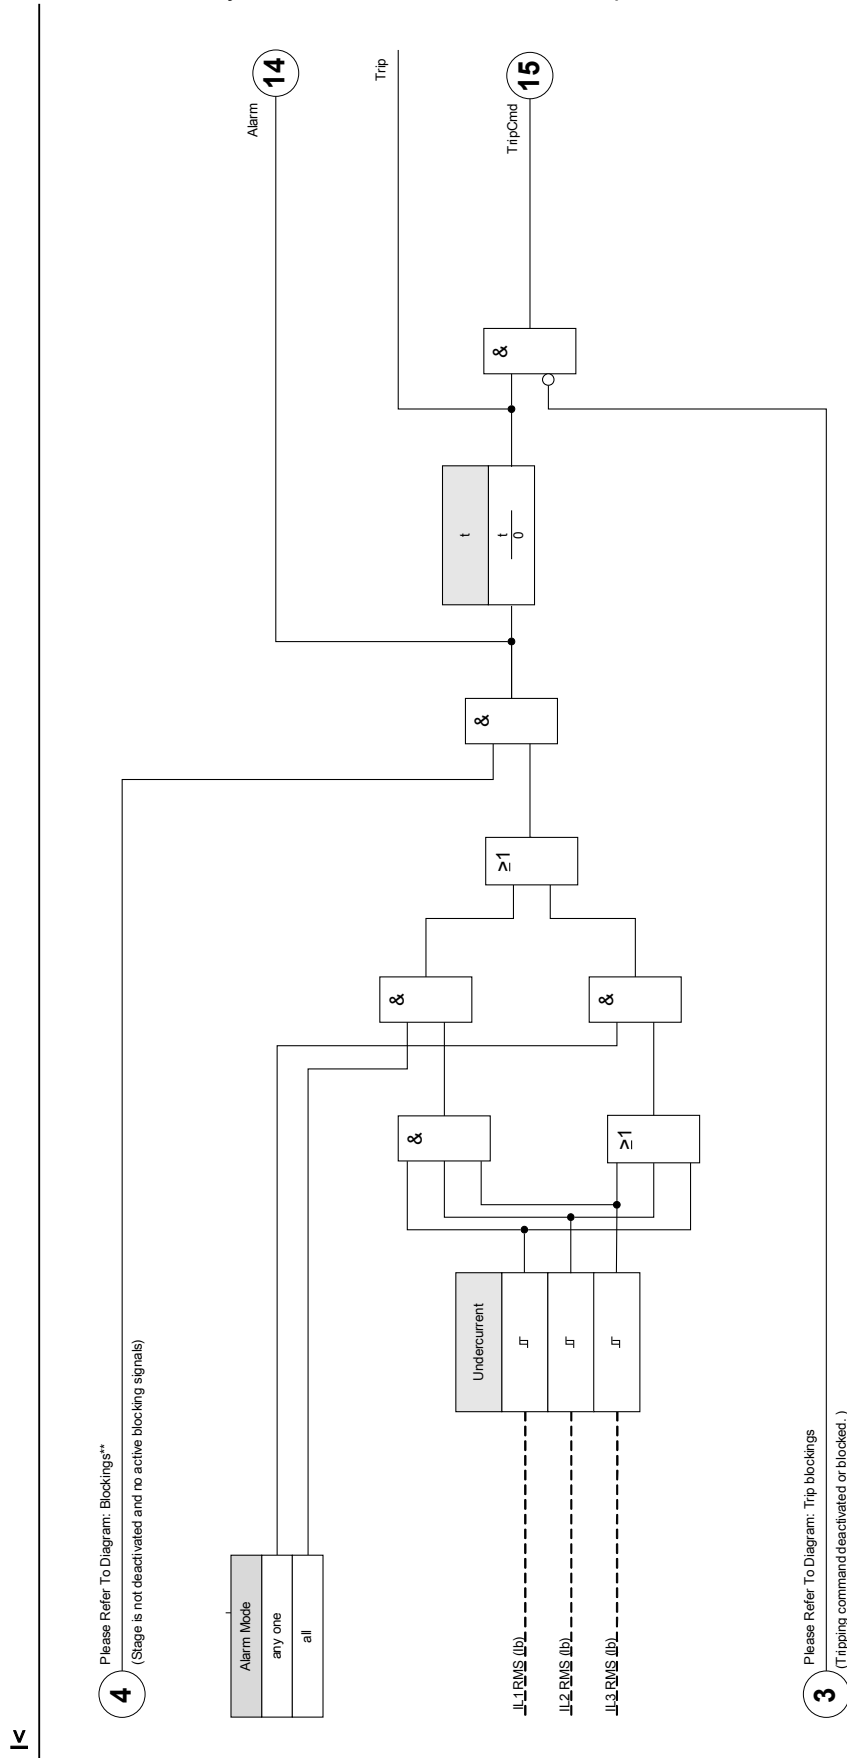 I<
4
Please Refer To Diagram: Blockings**
(Stage is not deactivated and no active blocking signals)
Alarm Mode
any one
all
IL1 RMS (Ib)
IL2 RMS (Ib)
IL3 RMS (Ib)
Undercurrent
&
≥1
&
&
≥1
&
t
t
0
&
Alarm
14
Trip
TripCmd
15
3
Please Refer To Diagram: Trip blockings
(Tripping command deactivated or blocked. )